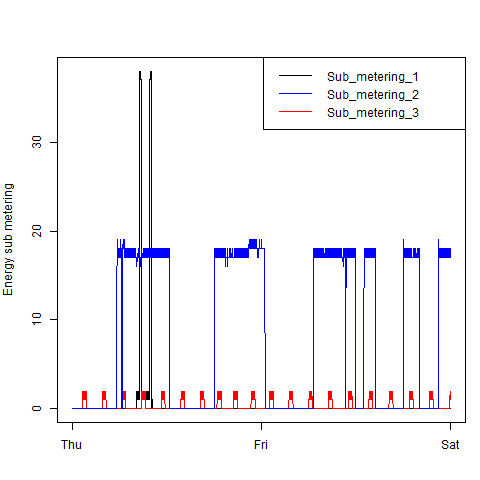 Sub_metering_1
Sub_metering_2
Sub_metering_3
Energy sub metering
30
20
10
0
Thu Fri Sat